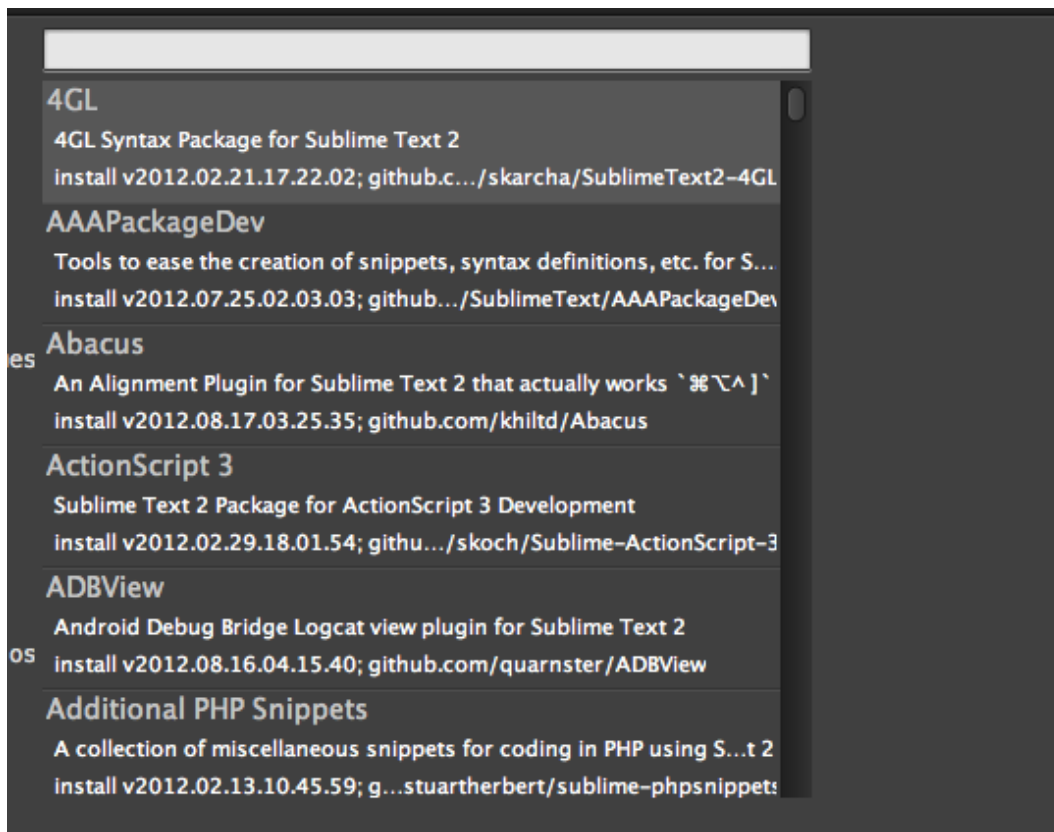 4GL
4GL Syntax Package for Sublime Text 2
install v2012.02.21.17.22.02; github.c.../skarcha/SublimeText2-4GL
AAAPackageDev
Tools to ease the creation of snippets, syntax definitions, etc. for S...
install v2012.07.25.02.03.03; github.../SublimeText/AAAPackageDev
Abacus
es
An Alignment Plugin for Sublime Text 2 that actually works `⌘⌥^]`
install v2012.08.17.03.25.35; github.com/khiltd/Abacus
ActionScript 3
Sublime Text 2 Package for ActionScript 3 Development
install v2012.02.29.18.01.54; githu.../skoch/Sublime-ActionScript-3
ADBView
Android Debug Bridge Logcat view plugin for Sublime Text 2
os
install v2012.08.16.04.15.40; github.com/quarnster/ADBView
Additional PHP Snippets
A collection of miscellaneous snippets for coding in PHP using S...t 2
install v2012.02.13.10.45.59; g...stuartherbert/sublime-phpsnippets